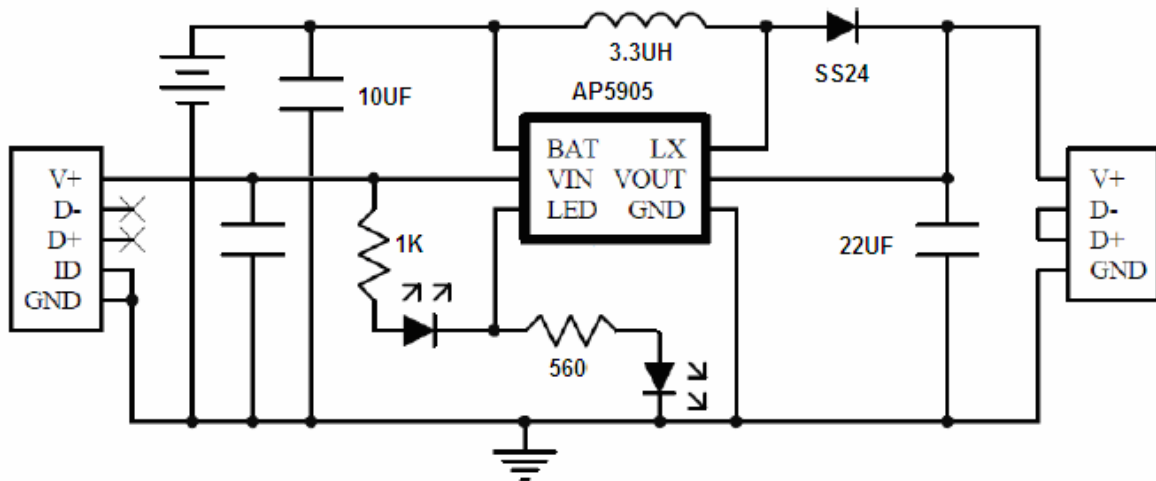 3.3UH
SS24
10UF
AP5905
BAT LX
VIN VOUT
LED GND
V+
D-
D+
ID
GND
1K
560
22UF
V+
D-
D+
GND